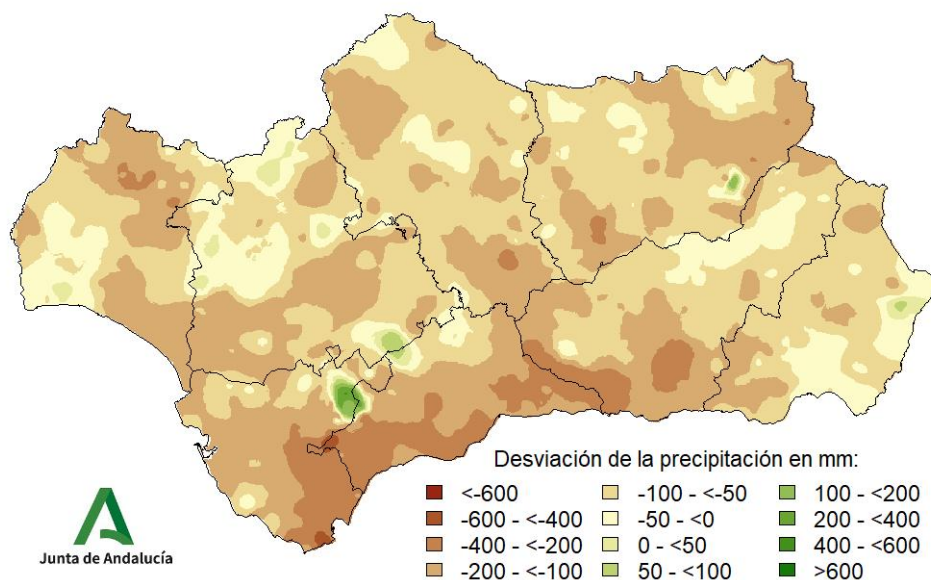 Desviación de la precipitación en mm:
<-600 -100 - <-50 100 - <200
-600 - <-400 -50 - <0 200 - <400
-400 - <-200 0 - <50 400 - <600
-200 - <-100 50 - <100 >600
Junta de Andalucía